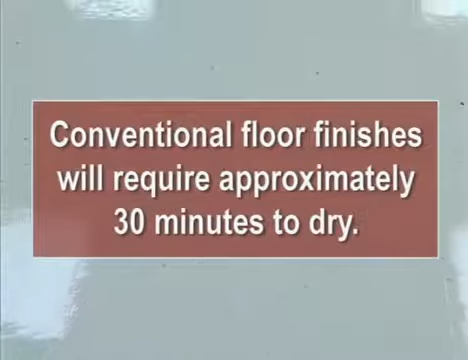 Conventional floor finishes
will require approximately
30 minutes to dry.